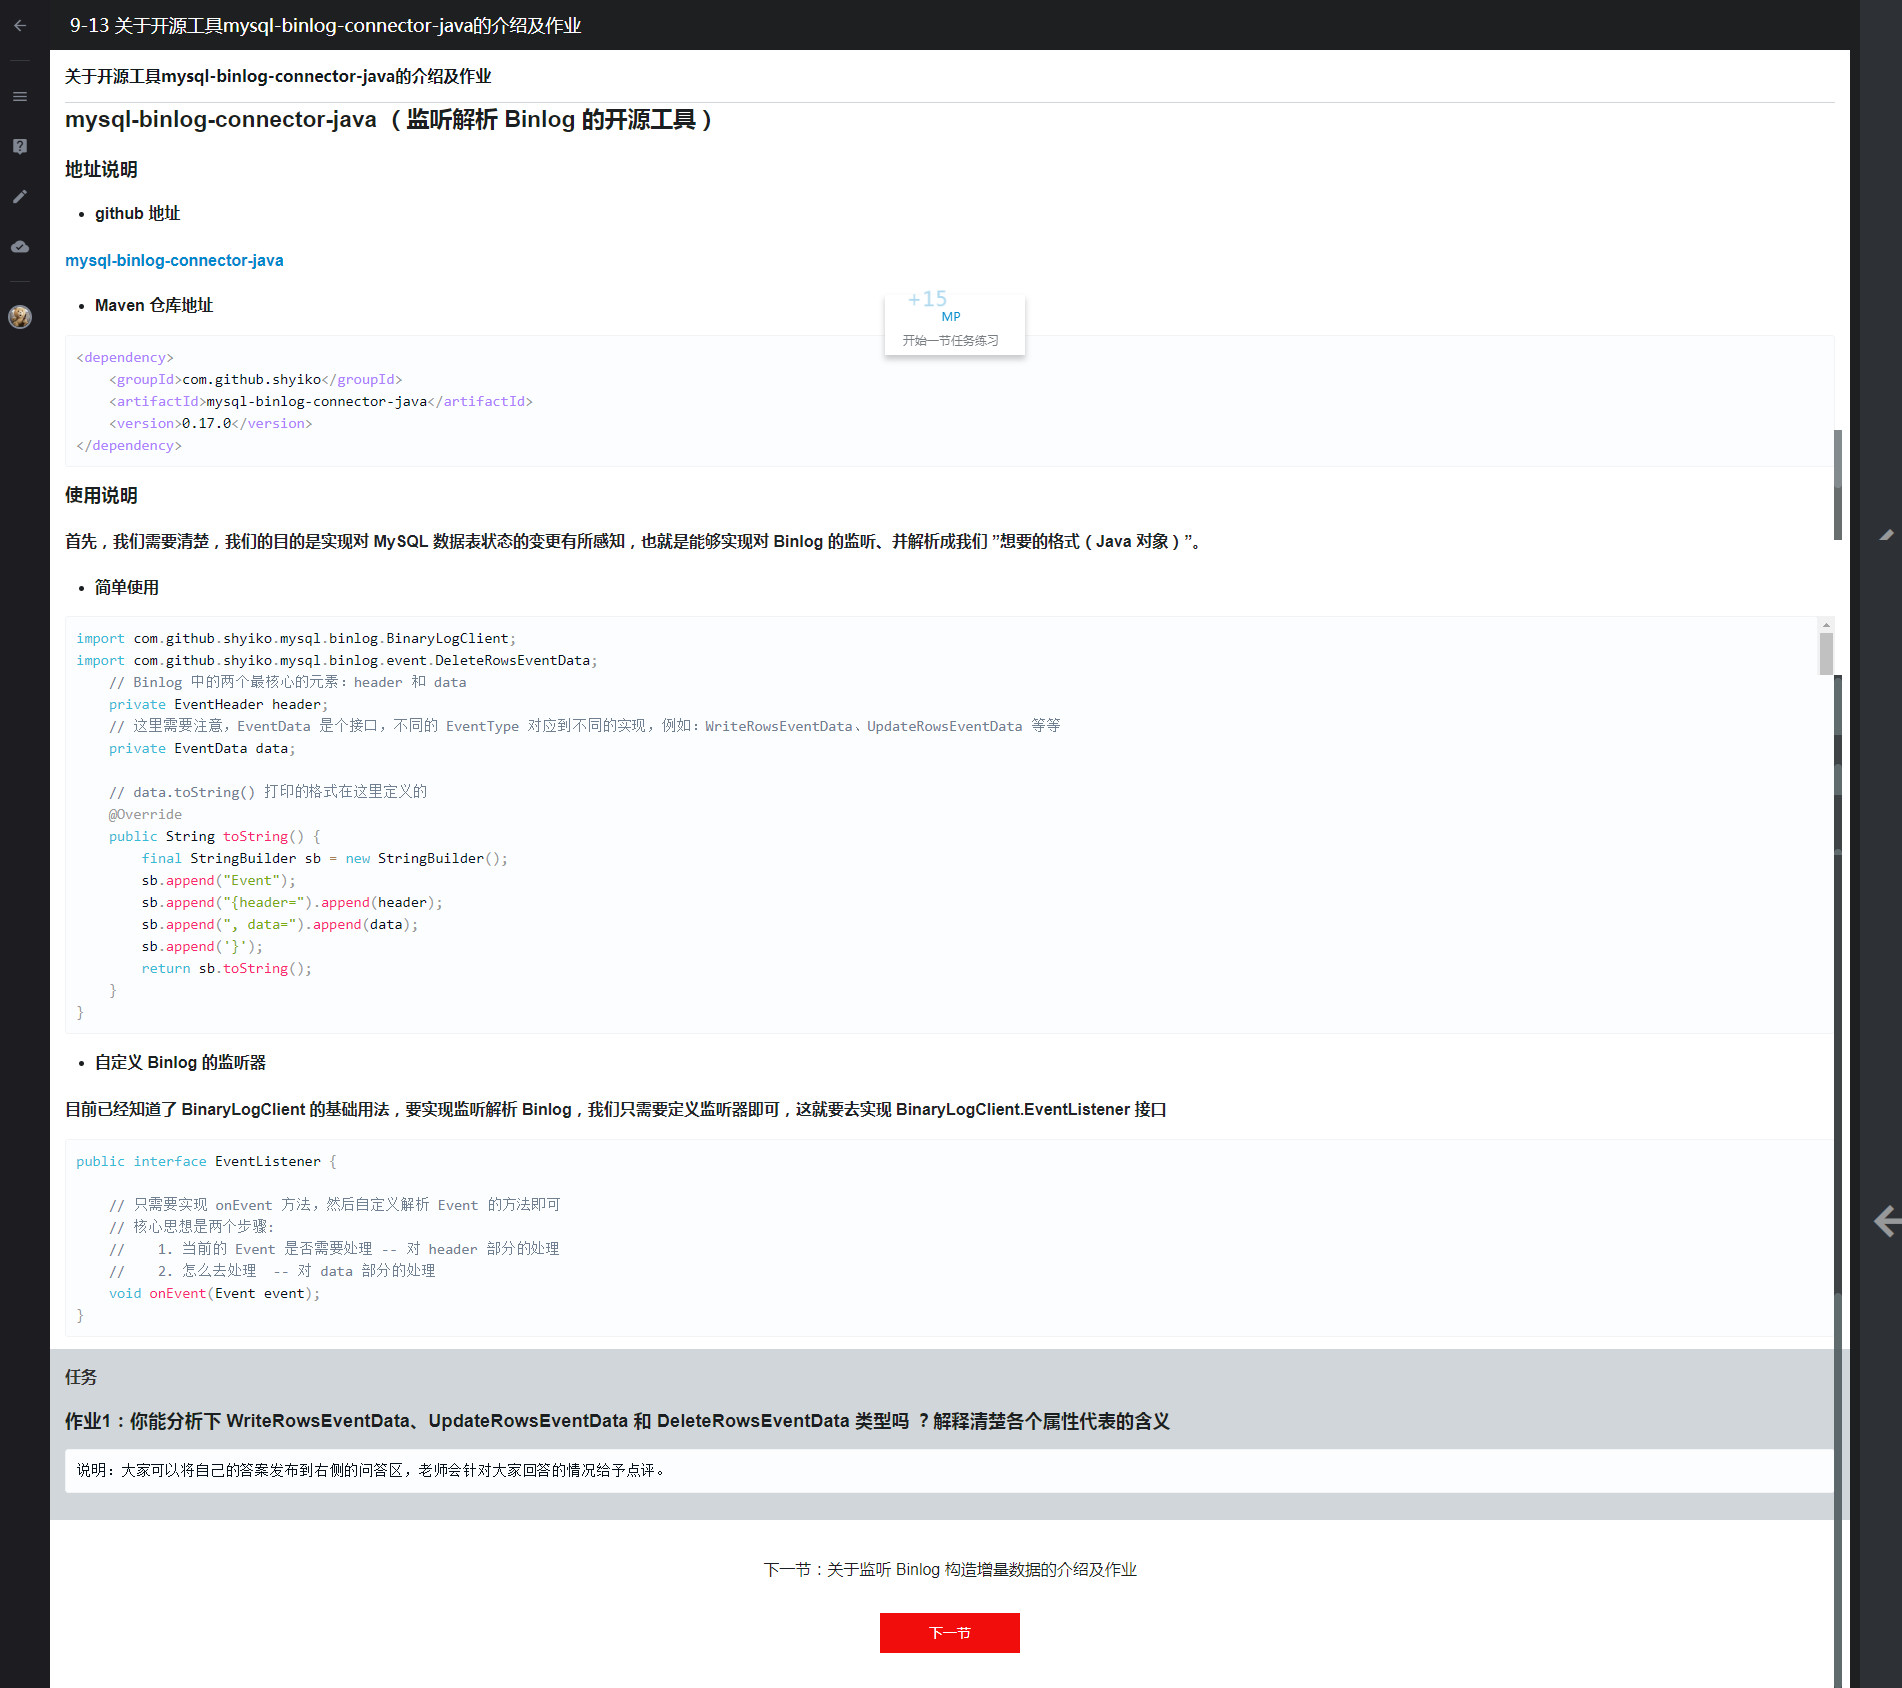 9-13 关于开源工具mysql-binlog-connector-java的介绍及作业
关于开源工具mysql-binlog-connector-java的介绍及作业
mysql-binlog-connector-java（监听解析 Binlog 的开源工具）
地址说明
• github 地址
mysql-binlog-connector-java
• Maven 仓库地址
+15
MP
开始一节任务练习
<dependency>
    <groupId>com.github.shyiko</groupId>
    <artifactId>mysql-binlog-connector-java</artifactId>
    <version>0.17.0</version>
</dependency>
使用说明
首先，我们需要清楚，我们的目的是实现对 MySQL 数据表状态的变更有所感知，也就是能够实现对 Binlog 的监听、并解析成我们 ”想要的格式（Java 对象）”。
• 简单使用
import com.github.shyiko.mysql.binlog.BinaryLogClient;
import com.github.shyiko.mysql.binlog.event.DeleteRowsEventData;
    // Binlog 中的两个最核心的元素：header 和 data
    private EventHeader header;
    // 这里需要注意，EventData 是个接口，不同的 EventType 对应到不同的实现，例如：WriteRowsEventData、UpdateRowsEventData 等等
    private EventData data;
    // data.toString() 打印的格式在这里定义的
    @Override
    public String toString() {
        final StringBuilder sb = new StringBuilder();
        sb.append("Event");
        sb.append("{header=").append(header);
        sb.append(", data=").append(data);
        sb.append('}');
        return sb.toString();
    }
}
• 自定义 Binlog 的监听器
目前已经知道了 BinaryLogClient 的基础用法，要实现监听解析 Binlog，我们只需要定义监听器即可，这就要去实现 BinaryLogClient.EventListener 接口
public interface EventListener {
    // 只需要实现 onEvent 方法，然后自定义解析 Event 的方法即可
    // 核心思想是两个步骤:
    //    1. 当前的 Event 是否需要处理 -- 对 header 部分的处理
    //    2. 怎么去处理  -- 对 data 部分的处理
    void onEvent(Event event);
}
任务
作业1：你能分析下 WriteRowsEventData、UpdateRowsEventData 和 DeleteRowsEventData 类型吗 ？解释清楚各个属性代表的含义
说明：大家可以将自己的答案发布到右侧的问答区，老师会针对大家回答的情况给予点评。
下一节：关于监听 Binlog 构造增量数据的介绍及作业
下一节